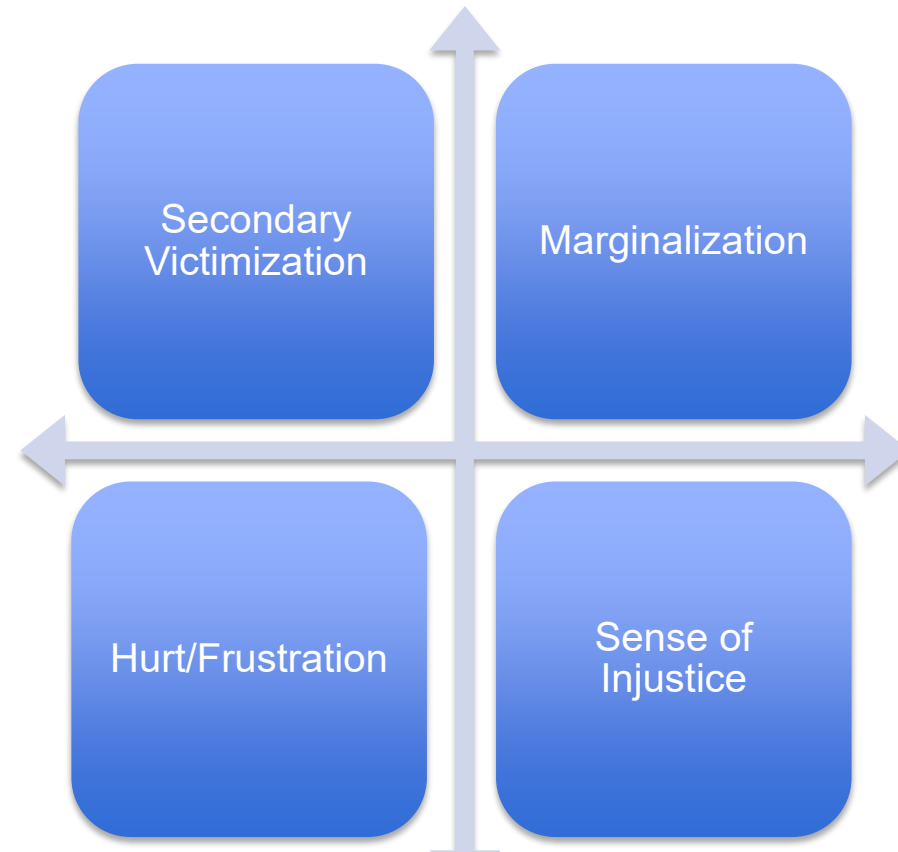 Secondary
Victimization
Marginalization
Hurt/Frustration
Sense of
Injustice